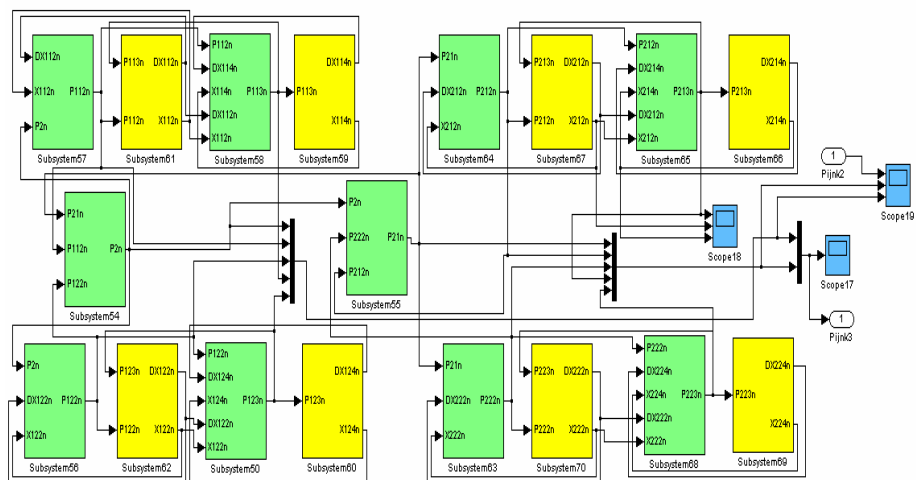 DX112n
X112n
P2n
P112n
Subsystem57
P113n
P112n
DX112n
X112n
Subsystem61
P112n
DX114n
X114n
DX112n
X112n
P113n
Subsystem58
P113n
DX114n
X114n
Subsystem59
P21n
DX212n
X212n
P212n
Subsystem64
P213n
P212n
DX212n
X212n
Subsystem67
P212n
DX214n
X214n
DX212n
X212n
P213n
Subsystem65
P213n
DX214n
X214n
Subsystem66
1
Pijnk2
Scope19
P21n
P112n
P122n
P2n
Subsystem54
P2n
P222n
P212n
P21n
Subsystem55
Scope18
Scope17
1
Pijnk3
P2n
DX122n
X122n
P122n
Subsystem56
P123n
P122n
DX122n
X122n
Subsystem62
P122n
DX124n
X124n
DX122n
X122n
P123n
Subsystem50
P123n
DX124n
X124n
Subsystem60
P21n
DX222n
X222n
P222n
Subsystem63
P223n
P222n
DX222n
X222n
Subsystem70
P222n
DX224n
X224n
DX222n
X222n
P223n
Subsystem68
P223n
DX224n
X224n
Subsystem69